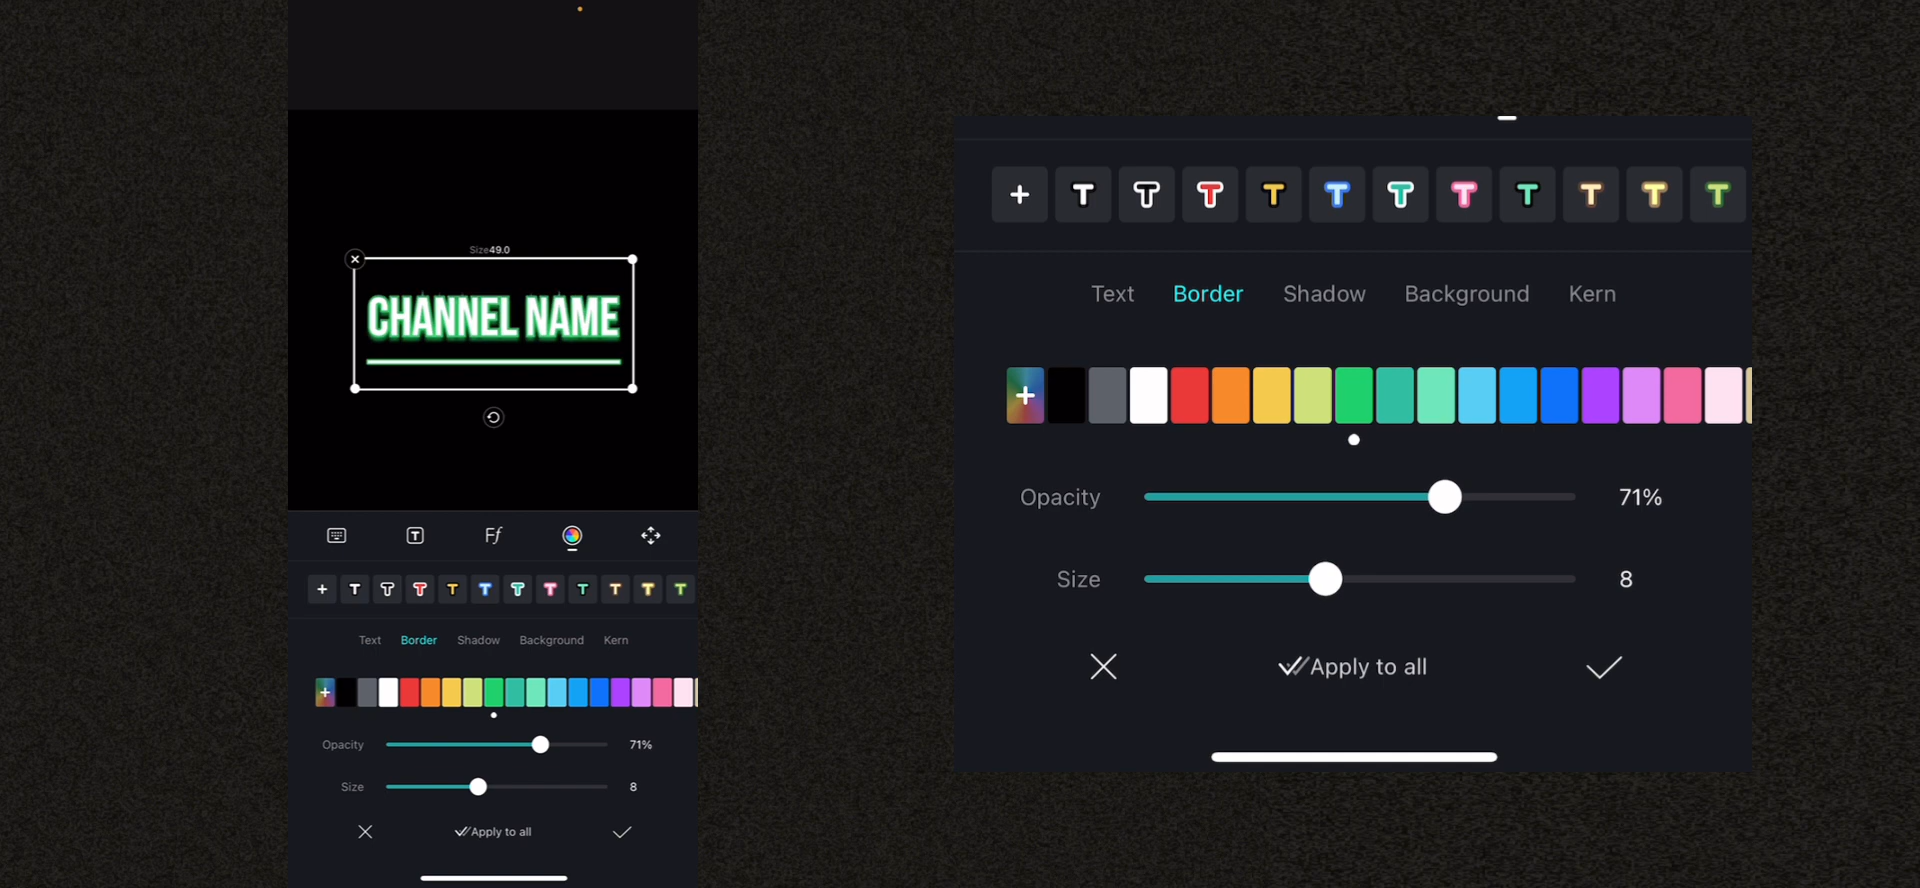 Size49.0
CHANNEL NAME
T
Ff
T T T T T T T T T T T
Text Border Shadow Background Kern
Opacity 71%
Size 8
Apply to all
T T T T T T T T T T T
Text Border Shadow Background Kern
Opacity 71%
Size 8
Apply to all